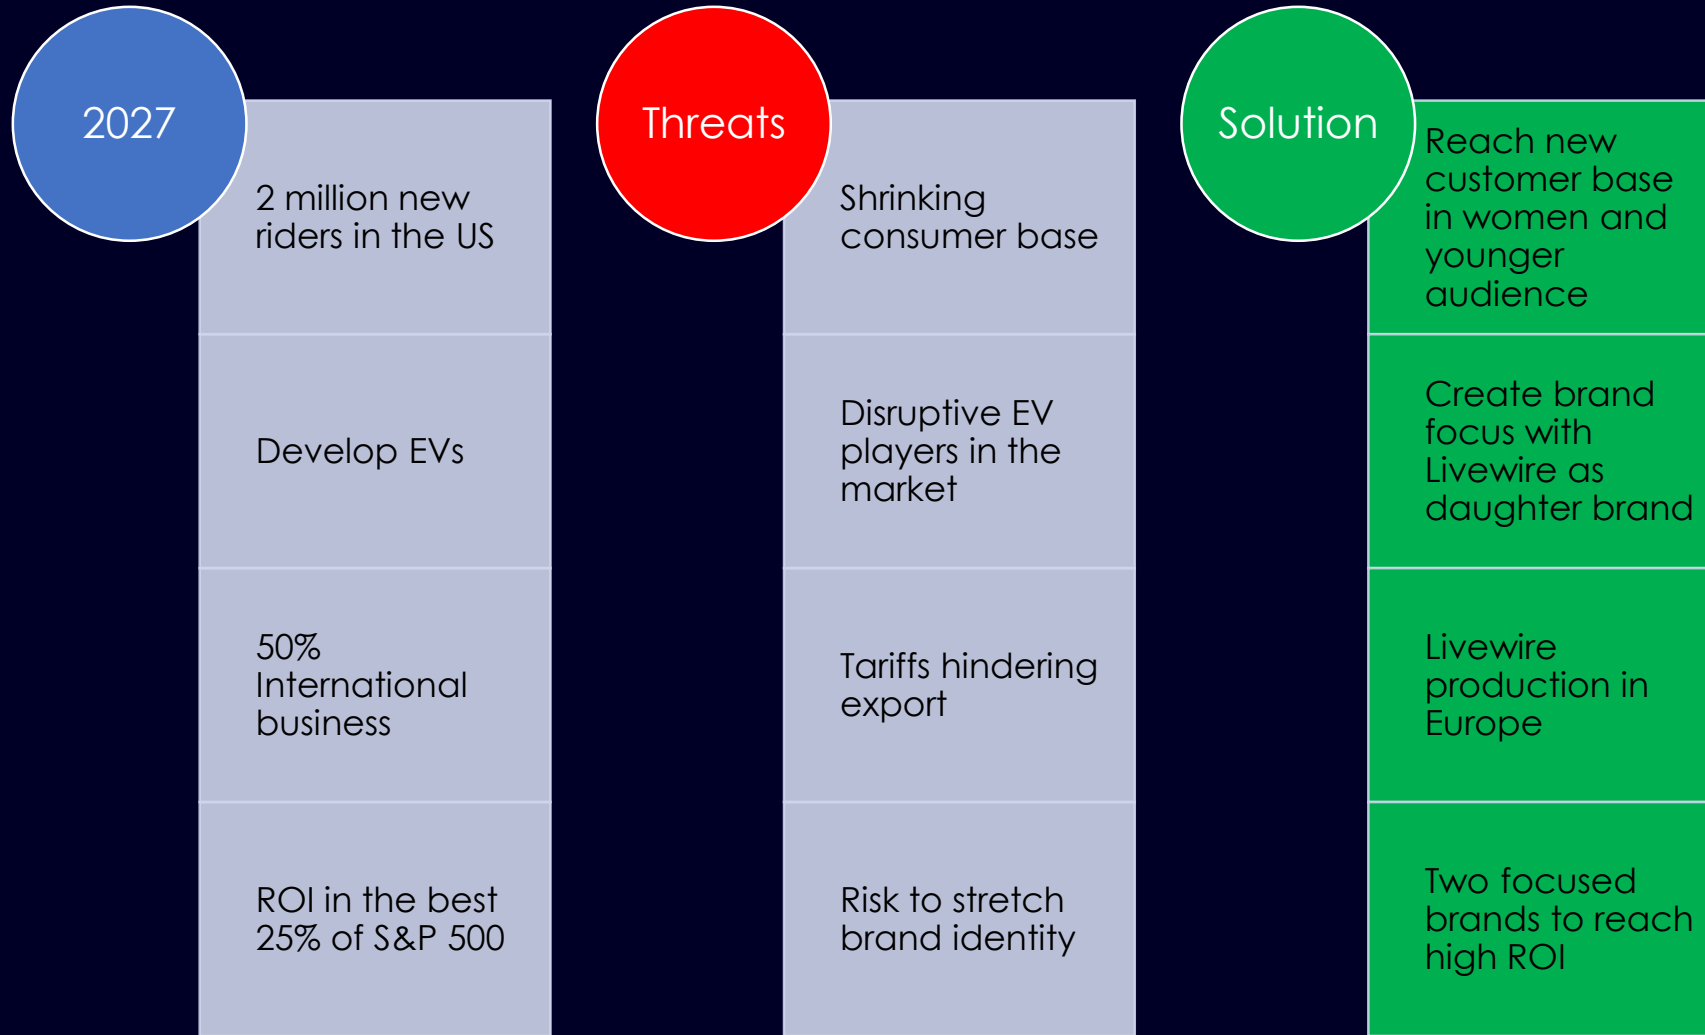 2027
2 million new
riders in the US
Develop EVs
50%
International
business
ROI in the best
25% of S&P 500
Threats
Shrinking
consumer base
Disruptive EV
players in the
market
Tariffs hindering
export
Risk to stretch
brand identity
Solution
Reach new
customer base
in women and
younger
audience
Create brand
focus with
Livewire as
daughter brand
Livewire
production in
Europe
Two focused
brands to reach
high ROI